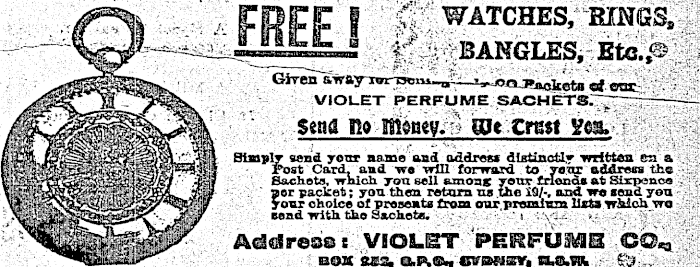 FREE!
WATCHES, RINGS,
BANGLES, Etc.,
Given away for Packets of our
VIOLET PERFUME SACHETS.
Send No Money. We Trust You.
Simply send your name and address distinctly written on a
Post Card, and we will forward to your address the
Sachets, which you sell among your friends at Sixpence
per packet; you then return us the 10/-, and we send you
your choice of presents from our premium lists which we
send with the Sachets.
Address: VIOLET PERFUME CO.,
BOX 252, G.P.O., SYDNEY, N.S.W.